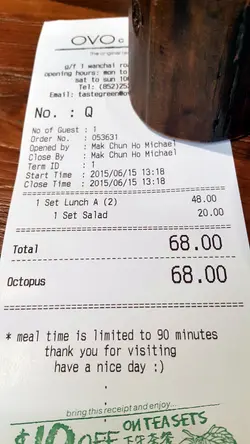 OVO c
the original
g/f 1 wanchai roa
opening hours: mon to
sat to sun 10
Tel: (852)25
Email: tastegreen@ov
No. : Q
No of Guest : 1
Order No. : 053631
Opened by : Mak Chun Ho Michael
Close By : Mak Chun Ho Michael
Term ID : 1
Start Time : 2015/06/15 13:18
Close Time : 2015/06/15 13:18
1 Set Lunch A (2) 48.00
1 Set Salad 20.00
Total 68.00
Octopus 68.00
* meal time is limited to 90 minutes
thank you for visiting
have a nice day :)
bring this receipt and enjoy...
$10 OFF ON TEA SETS